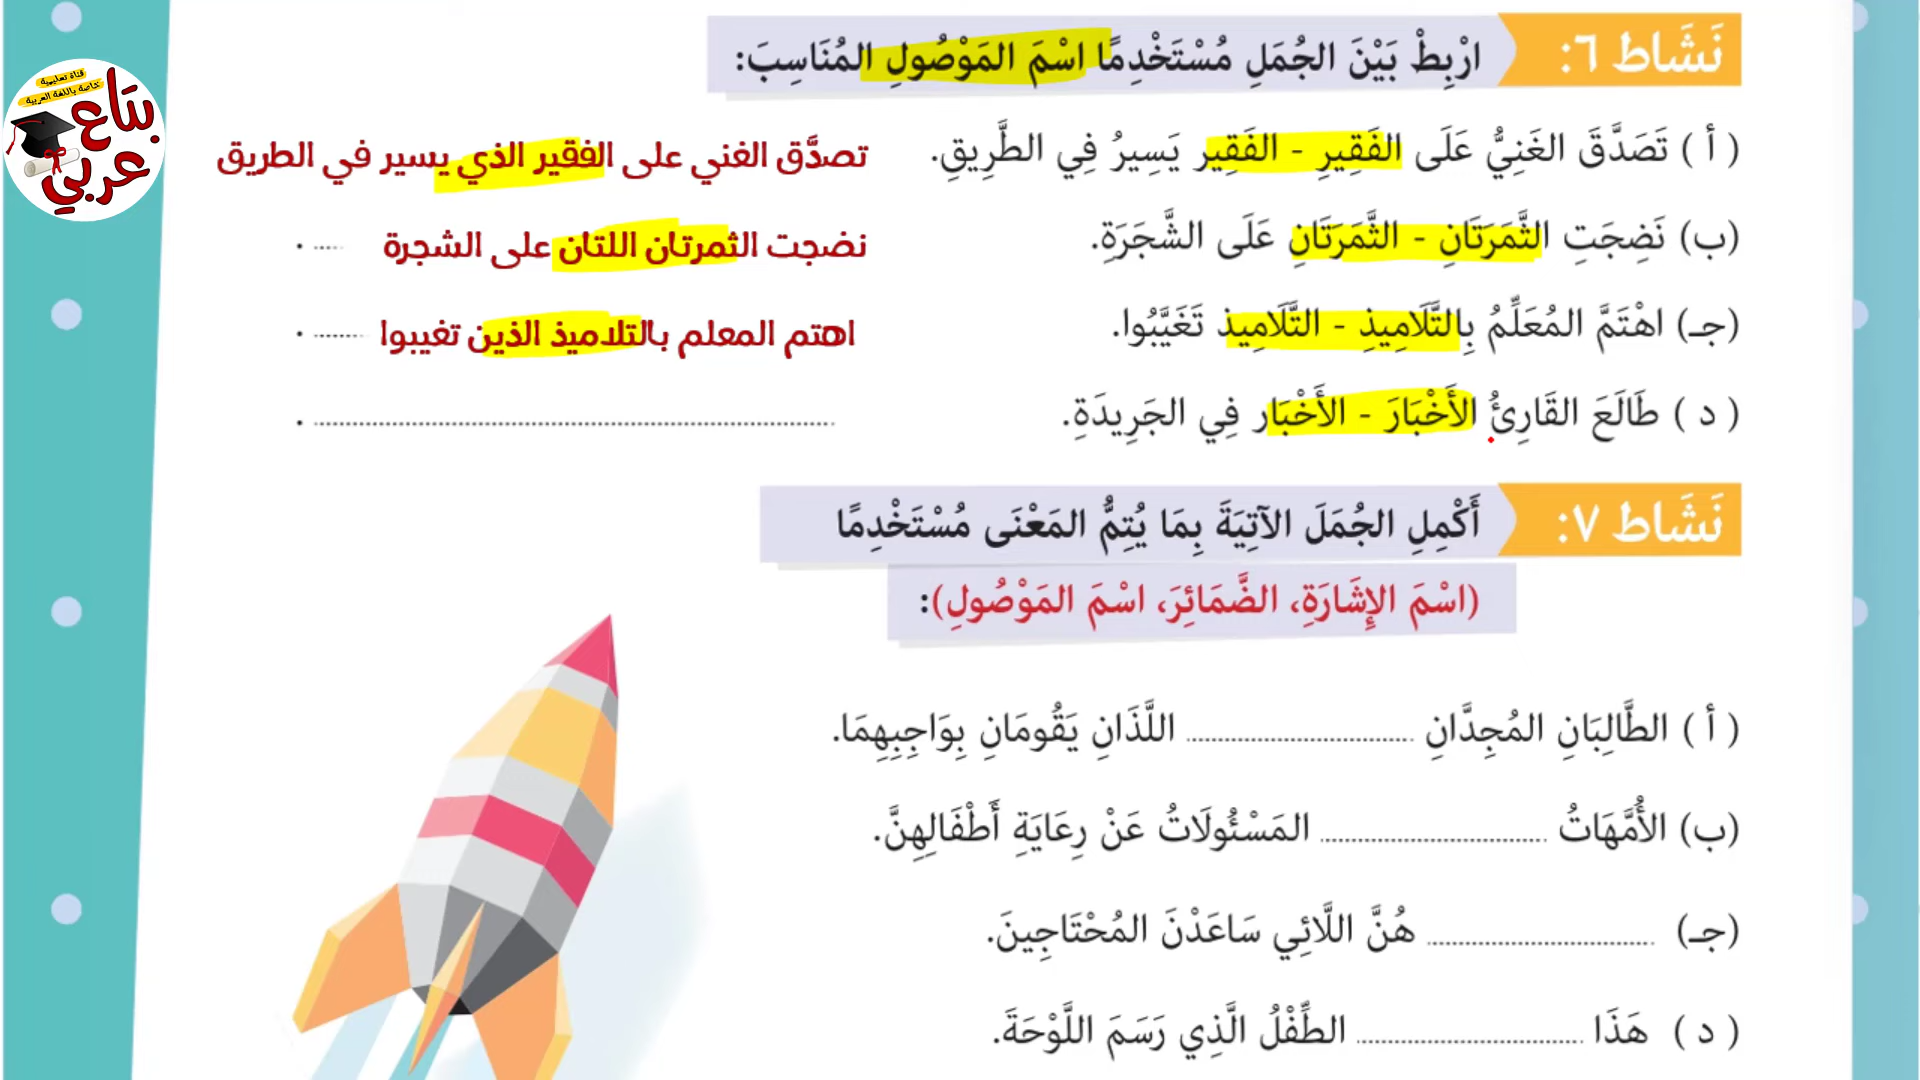 قناة تعليمية
خاصة باللغة العربية
بتاع
عربي
نَشَاط ٦: ارْبِطْ بَيْنَ الجُمَلِ مُسْتَخْدِمًا اسْمَ المَوْصُولِ المُنَاسِبَ:
( أ ) تَصَدَّقَ الغَنِيُّ عَلَى الفَقِيرِ - الفَقِير يَسِيرُ فِي الطَّرِيقِ. تصدَّق الغني على الفقير الذي يسير في الطريق
(ب) نَضِجَتِ الثَّمَرَتَانِ - الثَّمَرَتَانِ عَلَى الشَّجَرَةِ. نضجت الثمرتان اللتان على الشجرة .....
(جـ) اهْتَمَّ المُعَلِّمُ بِالتَّلَامِيذِ - التَّلَامِيذ تَغَيَّبُوا. اهتم المعلم بالتلاميذ الذين تغيبوا ........
( د ) طَالَعَ القَارِئُ الأَخْبَارَ - الأَخْبَار فِي الجَرِيدَةِ. ........................................
نَشَاط ٧: أَكْمِلِ الجُمَلَ الآتِيَةَ بِمَا يُتِمُّ المَعْنَى مُسْتَخْدِمًا
(اسْمَ الإِشَارَةِ، الضَّمَائِرَ، اسْمَ المَوْصُولِ):
( أ ) الطَّالِبَانِ المُجِدَّانِ .................... اللَّذَانِ يَقُومَانِ بِوَاجِبِهِمَا.
(ب) الأُمَّهَاتُ .................... المَسْئُولَاتُ عَنْ رِعَايَةِ أَطْفَالِهِنَّ.
(جـ) .................... هُنَّ اللَّائِي سَاعَدْنَ المُحْتَاجِينَ.
( د ) هَذَا .................... الطِّفْلُ الَّذِي رَسَمَ اللَّوْحَةَ.